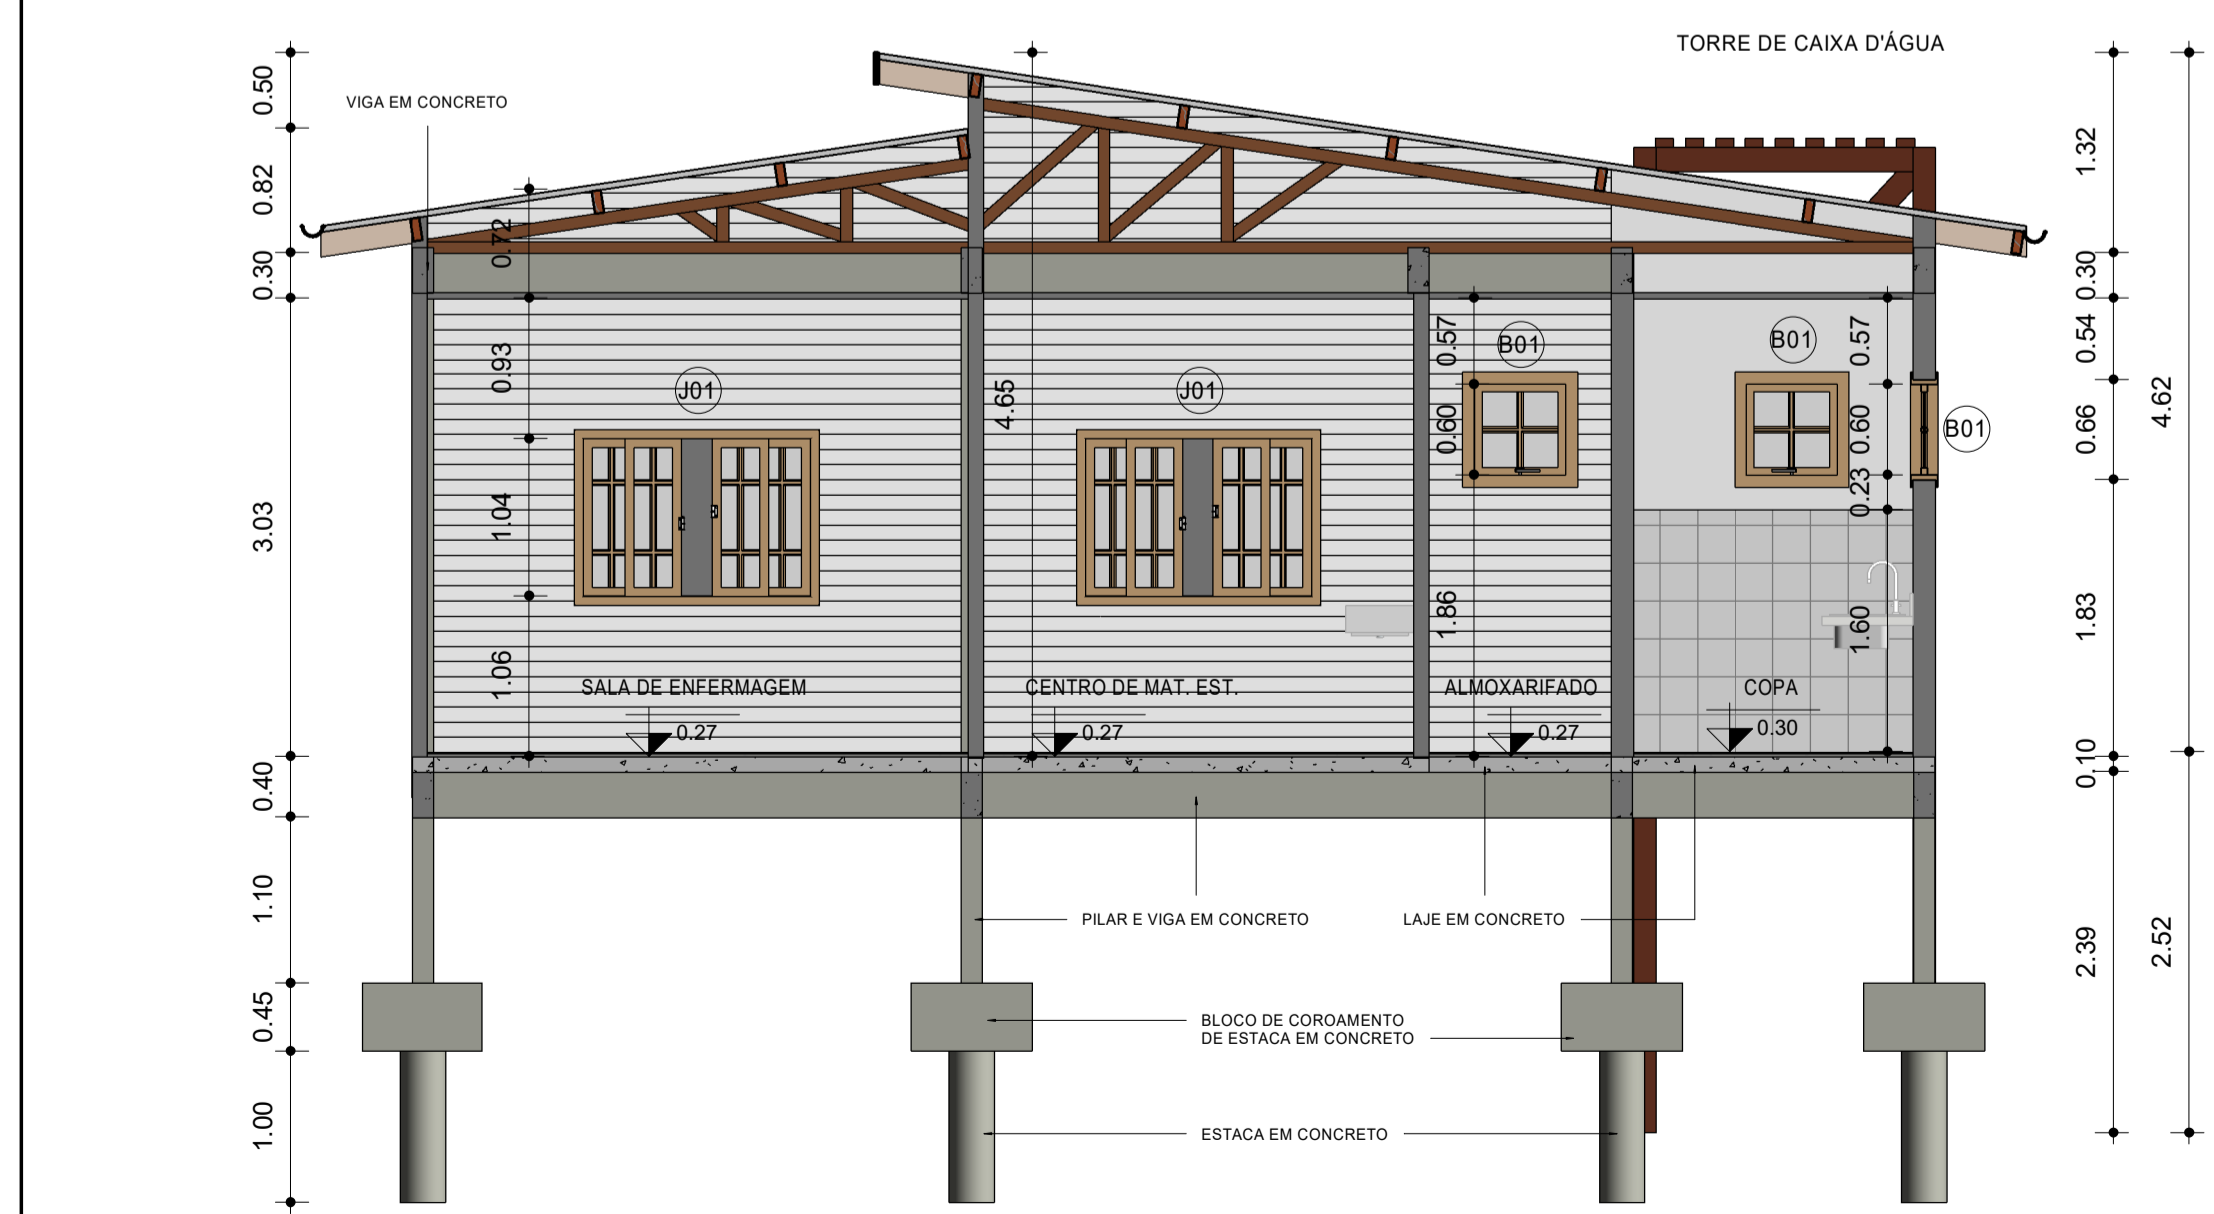 TORRE DE CAIXA D'ÁGUA
VIGA EM CONCRETO
0.50
0.82
0.30
3.03
0.40
1.10
0.45
1.00
0.72
0.93
1.04
1.06
J01
SALA DE ENFERMAGEM
0.27
4.65
J01
CENTRO DE MAT. EST.
0.27
0.57
0.60
1.86
B01
ALMOXARIFADO
0.27
B01
0.57
0.60
0.23
1.60
COPA
0.30
B01
1.32
0.30
0.54
0.66
1.83
0.10
2.39
4.62
2.52
PILAR E VIGA EM CONCRETO
LAJE EM CONCRETO
BLOCO DE COROAMENTO
DE ESTACA EM CONCRETO
ESTACA EM CONCRETO